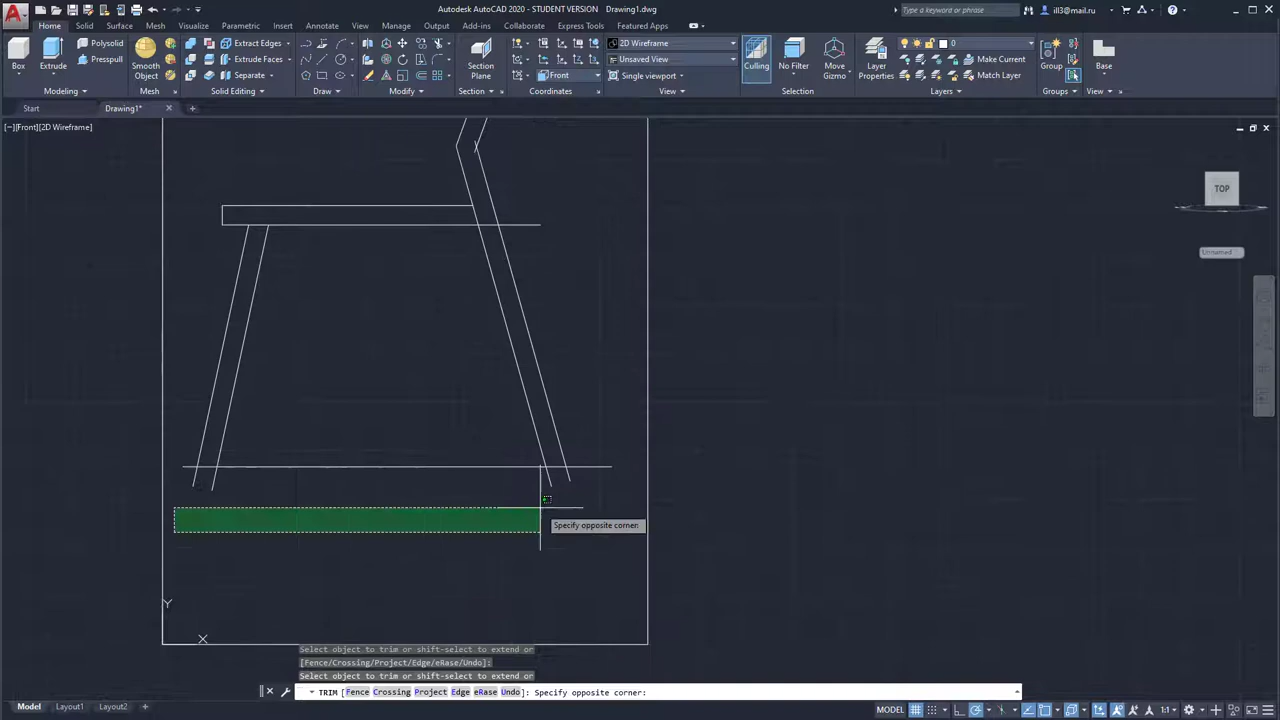 Autodesk AutoCAD 2020 - STUDENT VERSION Drawing1.dwg
Type a keyword or phrase
ill3@mail.ru
Home Solid Surface Mesh Visualize Parametric Insert Annotate View Manage Output Add-ins Collaborate Express Tools Featured Apps
Box
Extrude
Polysolid
Presspull
Smooth
Object
Extract Edges
Extrude Faces
Separate
Section
Plane
Front
2D Wireframe
Unsaved View
Single viewport
Culling
No Filter
Move
Gizmo
Layer
Properties
0
Make Current
Match Layer
Group
Base
Modeling Mesh Solid Editing Draw Modify Section Coordinates View Selection Layers Groups View
Start Drawing1*
[−][Front][2D Wireframe]
TOP
Unnamed
Specify opposite corner:
Y
X
Select object to trim or shift-select to extend or
[Fence/Crossing/Project/Edge/eRase/Undo]:
Select object to trim or shift-select to extend or
TRIM [Fence Crossing Project Edge eRase Undo]: Specify opposite corner:
Model Layout1 Layout2
MODEL
1:1